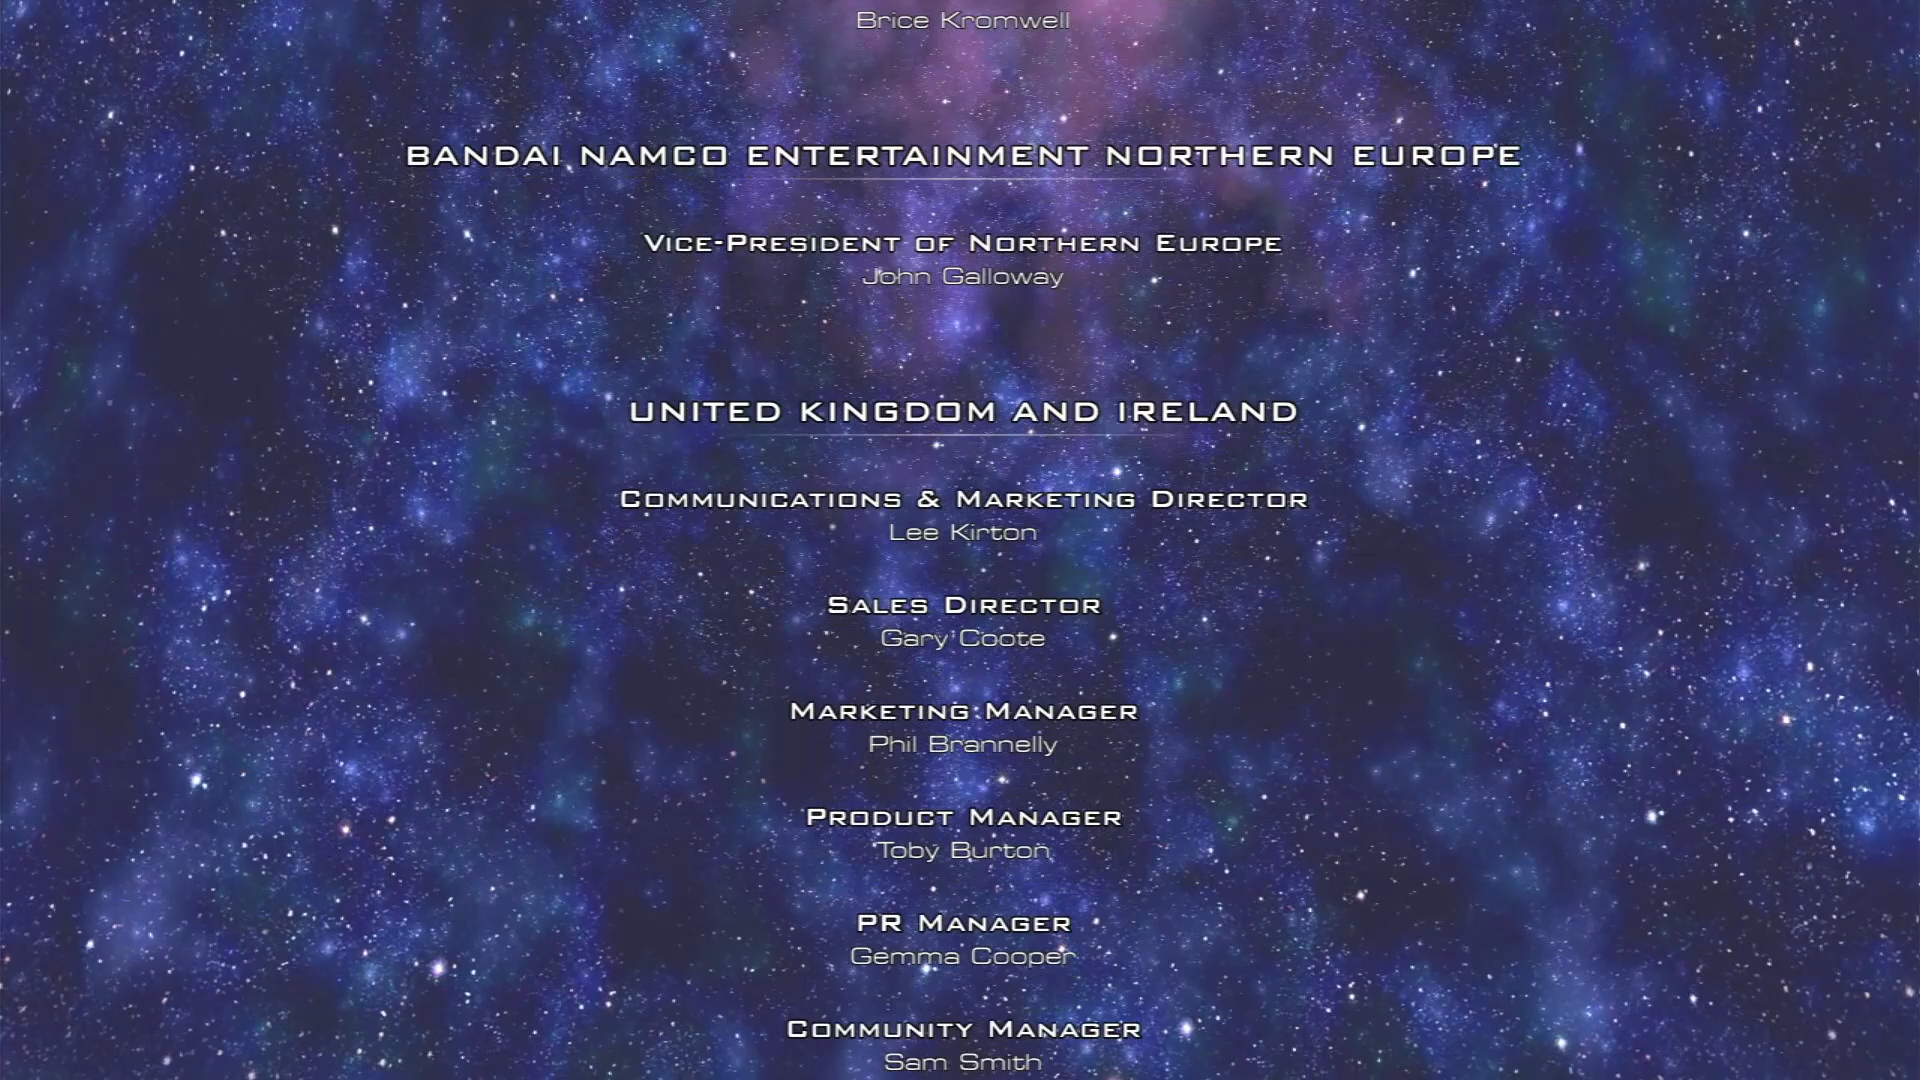 Brice Kromwell
BANDAI NAMCO ENTERTAINMENT NORTHERN EUROPE
Vice-President of Northern Europe
John Galloway
UNITED KINGDOM AND IRELAND
Communications & Marketing Director
Lee Kirton
Sales Director
Gary Coote
Marketing Manager
Phil Brannelly
Product Manager
Toby Burton
PR Manager
Gemma Cooper
Community Manager
Sam Smith